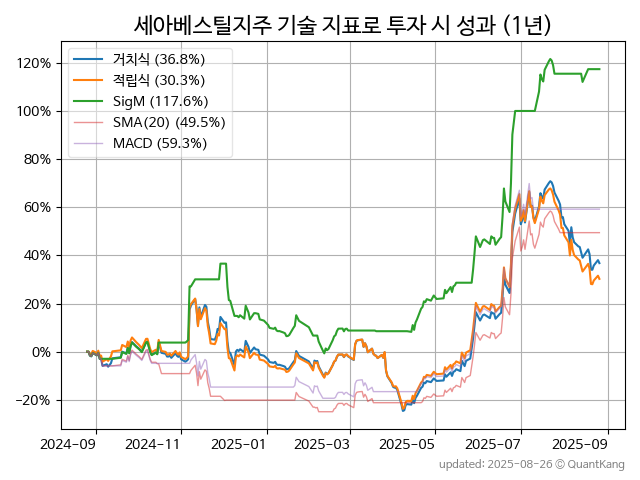 세아베스틸지주 기술 지표로 투자 시 성과 (1년)
거치식 (36.8%)
적립식 (30.3%)
SigM (117.6%)
SMA(20) (49.5%)
MACD (59.3%)
120%
100%
80%
60%
40%
20%
0%
−20%
2024−09
2024−11
2025−01
2025−03
2025−05
2025−07
2025−09
updated: 2025-08-26 © QuantKang